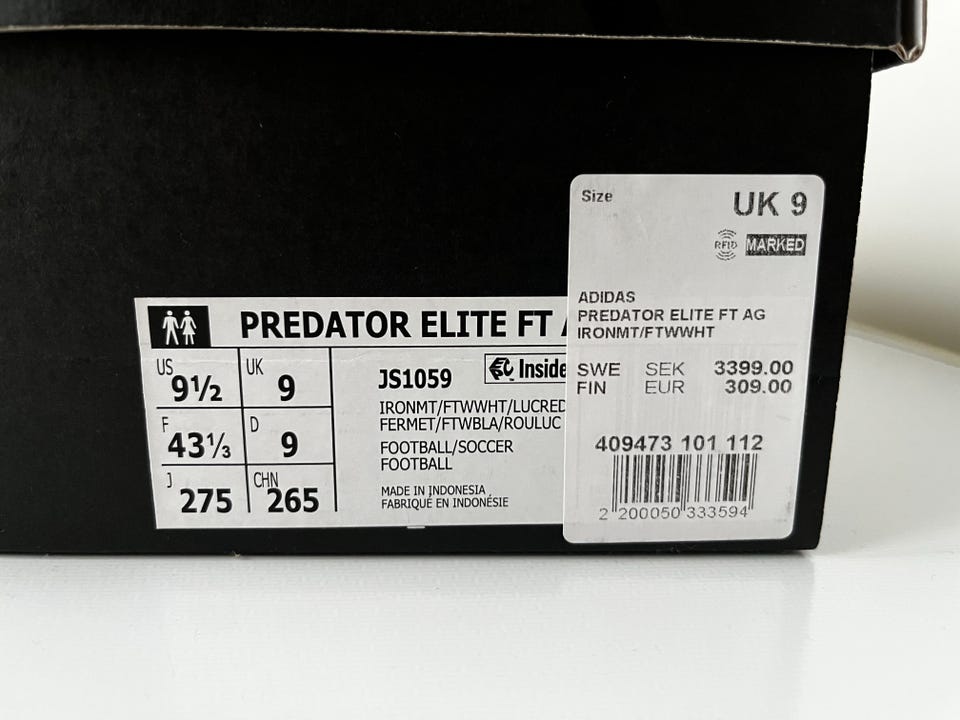 PREDATOR ELITE FT
US 9½
UK 9
F 43⅓
D 9
J 275
CHN 265
JS1059
Inside
IRONMT/FTWWHT/LUCRED
FERMET/FTWBLA/ROULUC
FOOTBALL/SOCCER
FOOTBALL
MADE IN INDONESIA
FABRIQUÉ EN INDONÉSIE
Size UK 9
RFID MARKED
ADIDAS
PREDATOR ELITE FT AG
IRONMT/FTWWHT
SWE SEK 3399.00
FIN EUR 309.00
409473 101 112
2 200050 333594